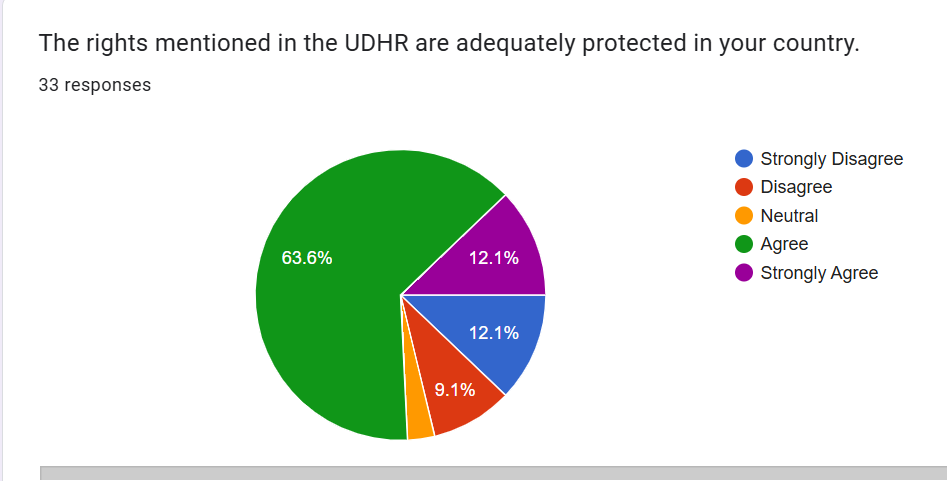 The rights mentioned in the UDHR are adequately protected in your country.
33 responses
Strongly Disagree
Disagree
Neutral
Agree
Strongly Agree
63.6%
12.1%
12.1%
9.1%